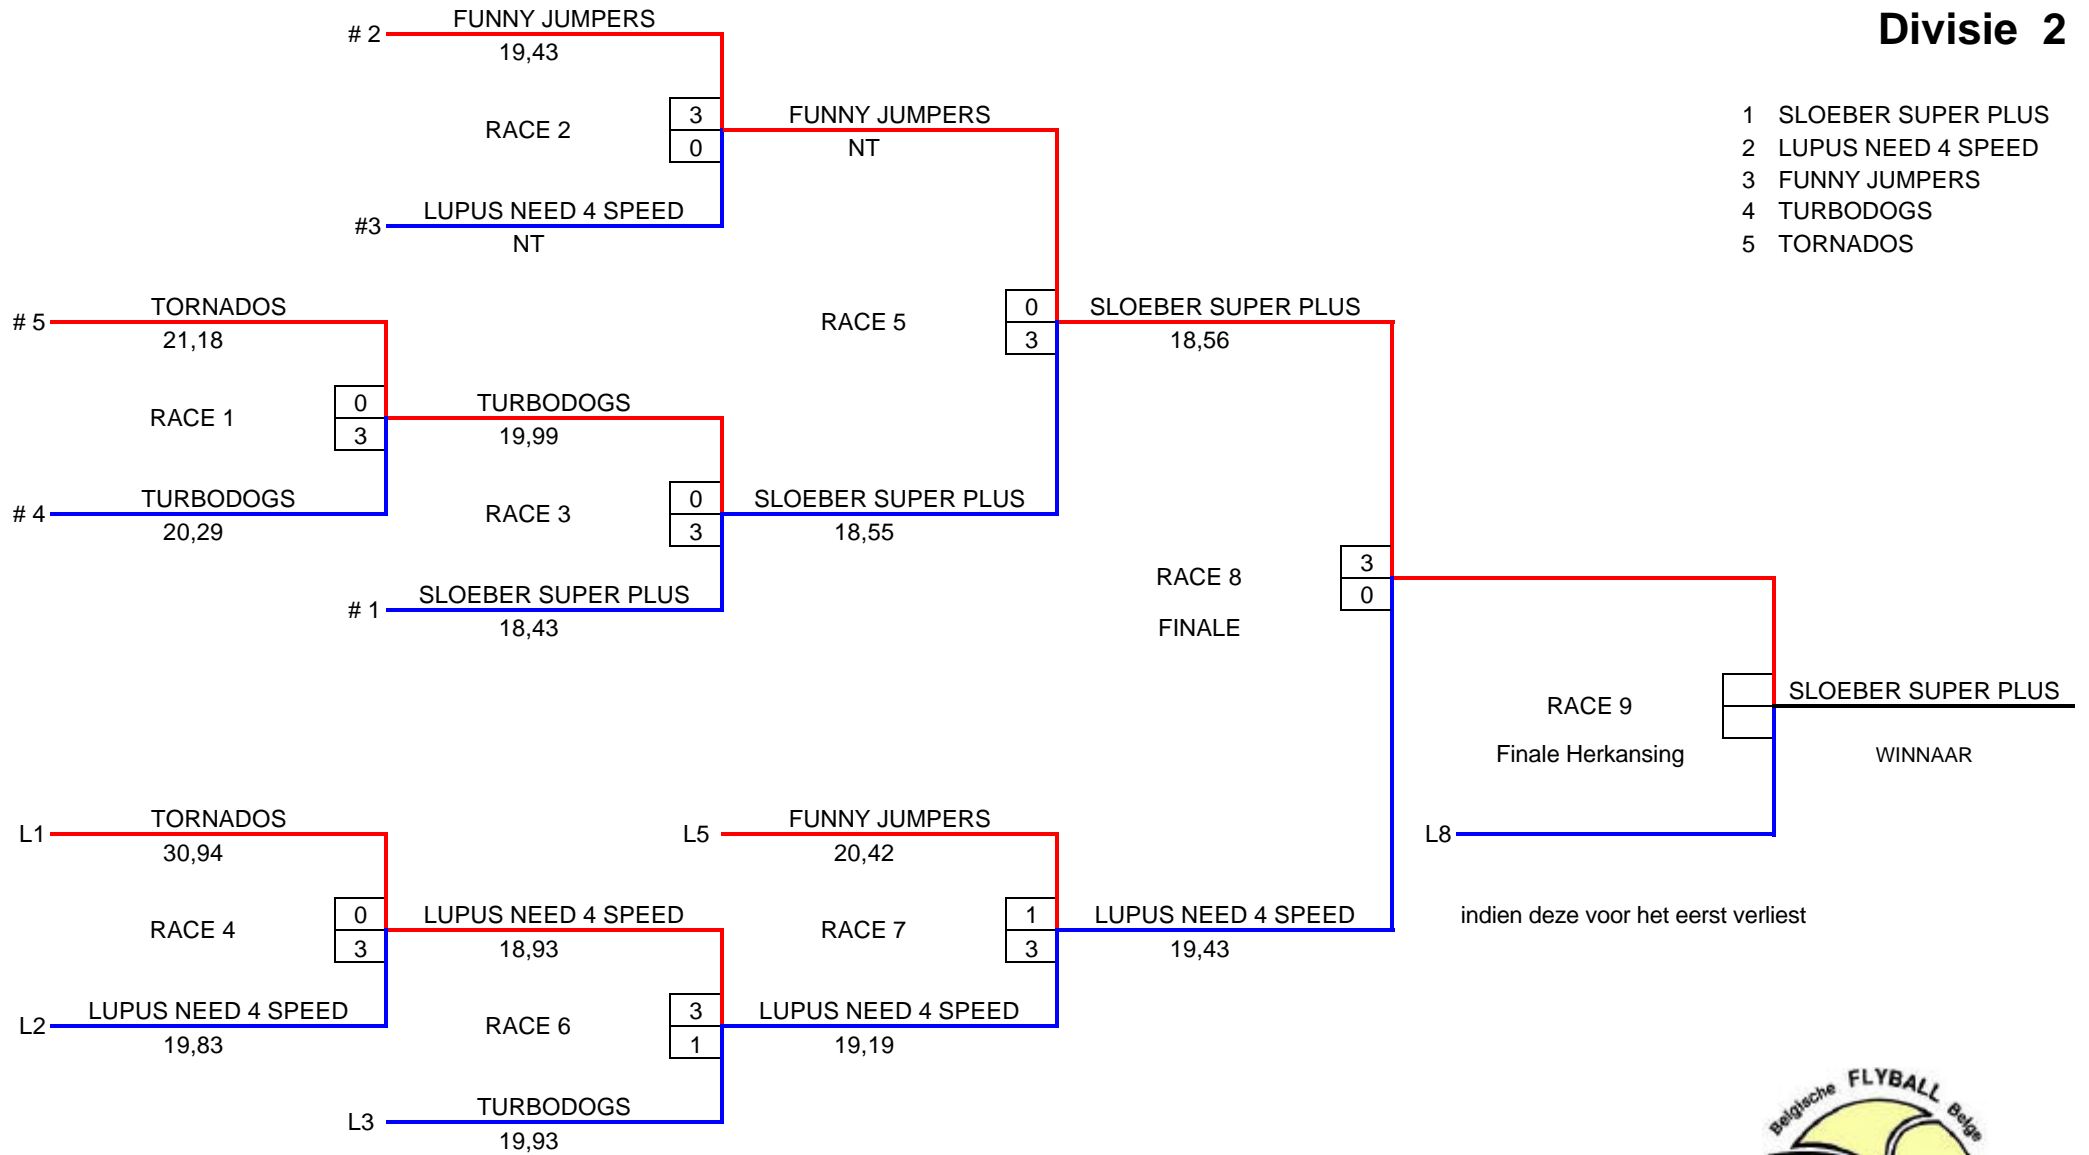 Divisie 2
1 SLOEBER SUPER PLUS
2 LUPUS NEED 4 SPEED
3 FUNNY JUMPERS
4 TURBODOGS
5 TORNADOS
# 2 FUNNY JUMPERS
19,43
RACE 2
3
0
#3 LUPUS NEED 4 SPEED
NT
# 5 TORNADOS
21,18
RACE 1
0
3
# 4 TURBODOGS
20,29
TURBODOGS
19,99
RACE 3
0
3
# 1 SLOEBER SUPER PLUS
18,43
FUNNY JUMPERS
NT
RACE 5
0
3
SLOEBER SUPER PLUS
18,55
SLOEBER SUPER PLUS
18,56
RACE 8
3
0
FINALE
L1 TORNADOS
30,94
RACE 4
0
3
L2 LUPUS NEED 4 SPEED
19,83
LUPUS NEED 4 SPEED
18,93
RACE 6
3
1
L3 TURBODOGS
19,93
L5 FUNNY JUMPERS
20,42
RACE 7
1
3
LUPUS NEED 4 SPEED
19,19
LUPUS NEED 4 SPEED
19,43
RACE 9
Finale Herkansing
SLOEBER SUPER PLUS
WINNAAR
L8
indien deze voor het eerst verliest
Belgische FLYBALL Belge